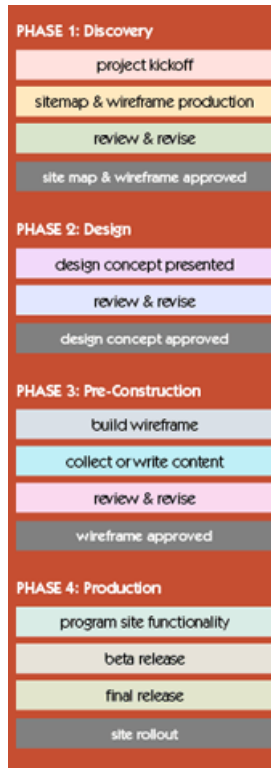 PHASE 1: Discovery
project kickoff
sitemap & wireframe production
review & revise
site map & wireframe approved
PHASE 2: Design
design concept presented
review & revise
design concept approved
PHASE 3: Pre-Construction
build wireframe
collect or write content
review & revise
wireframe approved
PHASE 4: Production
program site functionality
beta release
final release
site rollout